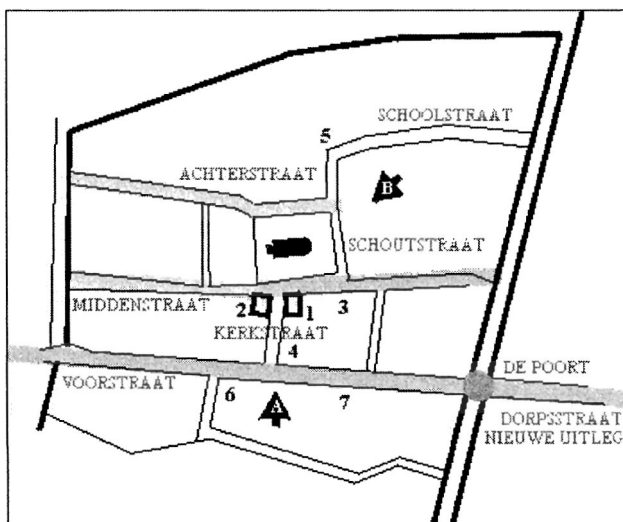 SCHOOLSTRAAT
5
ACHTERSTRAAT
B
SCHOUTSTRAAT
MIDDENSTRAAT
2
1
3
KERKSTRAAT
4
DE POORT
VOORSTRAAT
6
A
7
DORPSSTRAAT
NIEUWE UITLEG